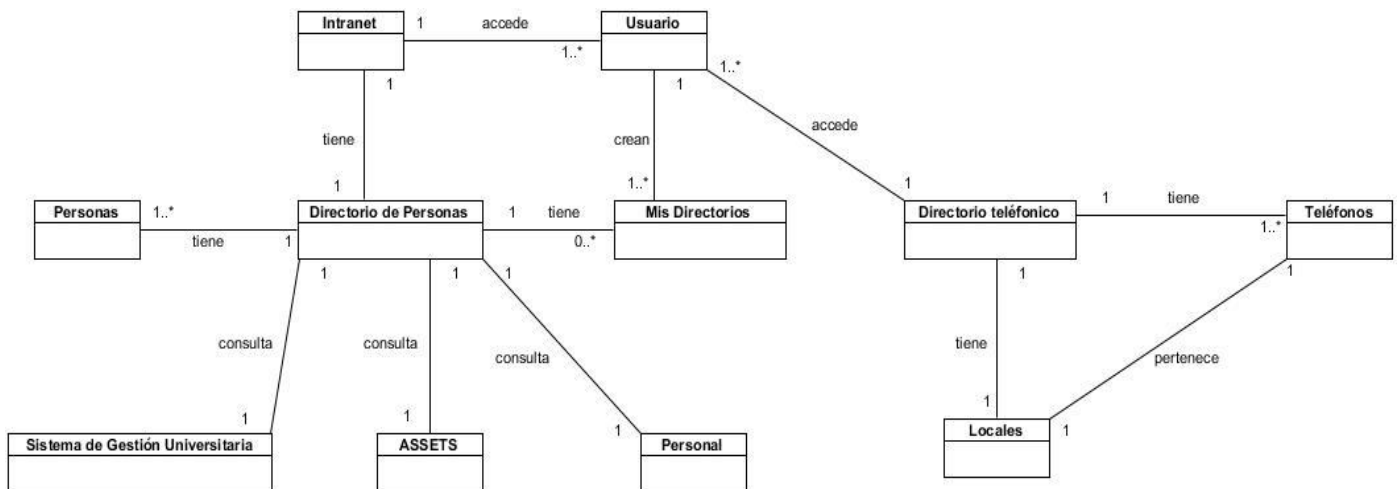 Intranet 1 accede Usuario
1..* 1..*
1 1
accede
tiene crean
1 1..* 1
Personas 1..* Directorio de Personas 1 tiene Mis Directorios Directorio teléfonico 1 tiene Teléfonos
tiene 1 0..* 1..*
1 1 1 1 1
consulta consulta consulta tiene pertenece
1 1 1 1 1
Sistema de Gestión Universitaria ASSETS Personal Locales